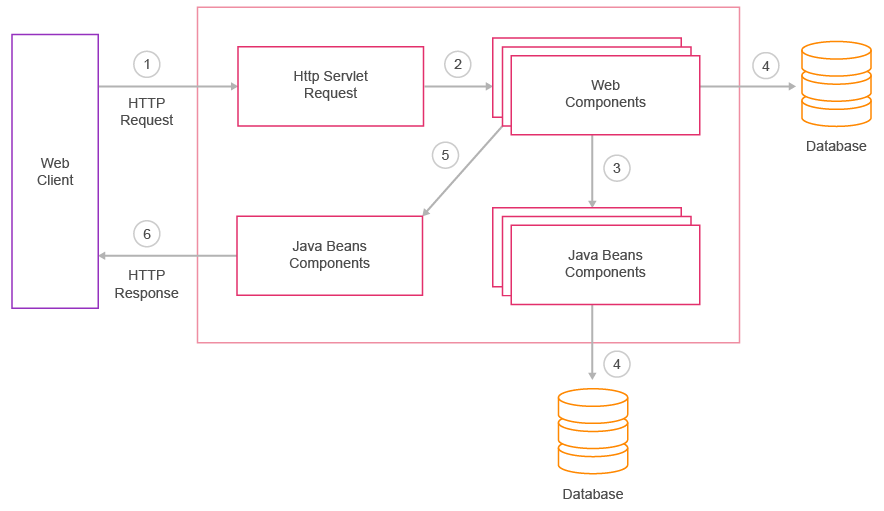 1
HTTP
Request
Web
Client
6
HTTP
Response
Http Servlet
Request
2
Web
Components
4
Database
5
3
Java Beans
Components
Java Beans
Components
4
Database